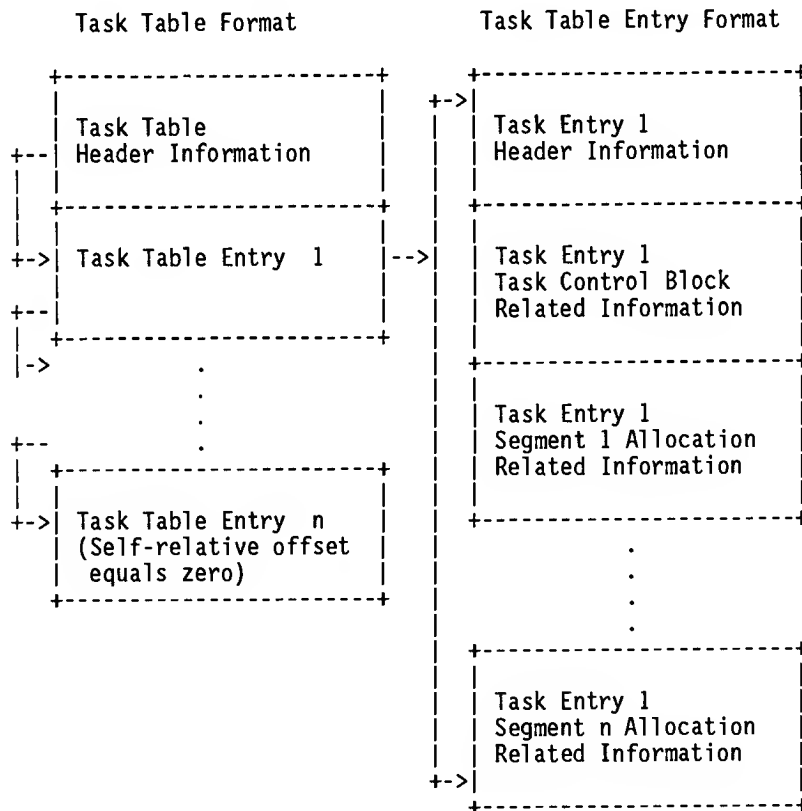 Task Table Format
Task Table
Header Information
Task Table Entry 1
Task Table Entry n
(Self-relative offset
equals zero)
Task Table Entry Format
Task Entry 1
Header Information
Task Entry 1
Task Control Block
Related Information
Task Entry 1
Segment 1 Allocation
Related Information
Task Entry 1
Segment n Allocation
Related Information